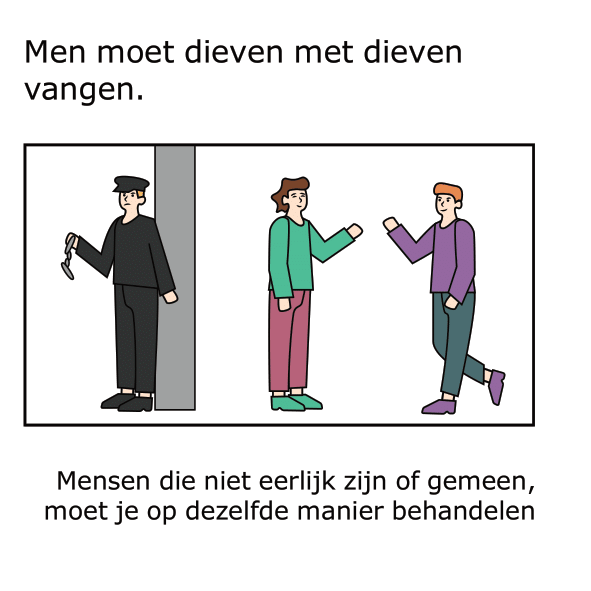 Men moet dieven met dieven
vangen.
Mensen die niet eerlijk zijn of gemeen,
moet je op dezelfde manier behandelen